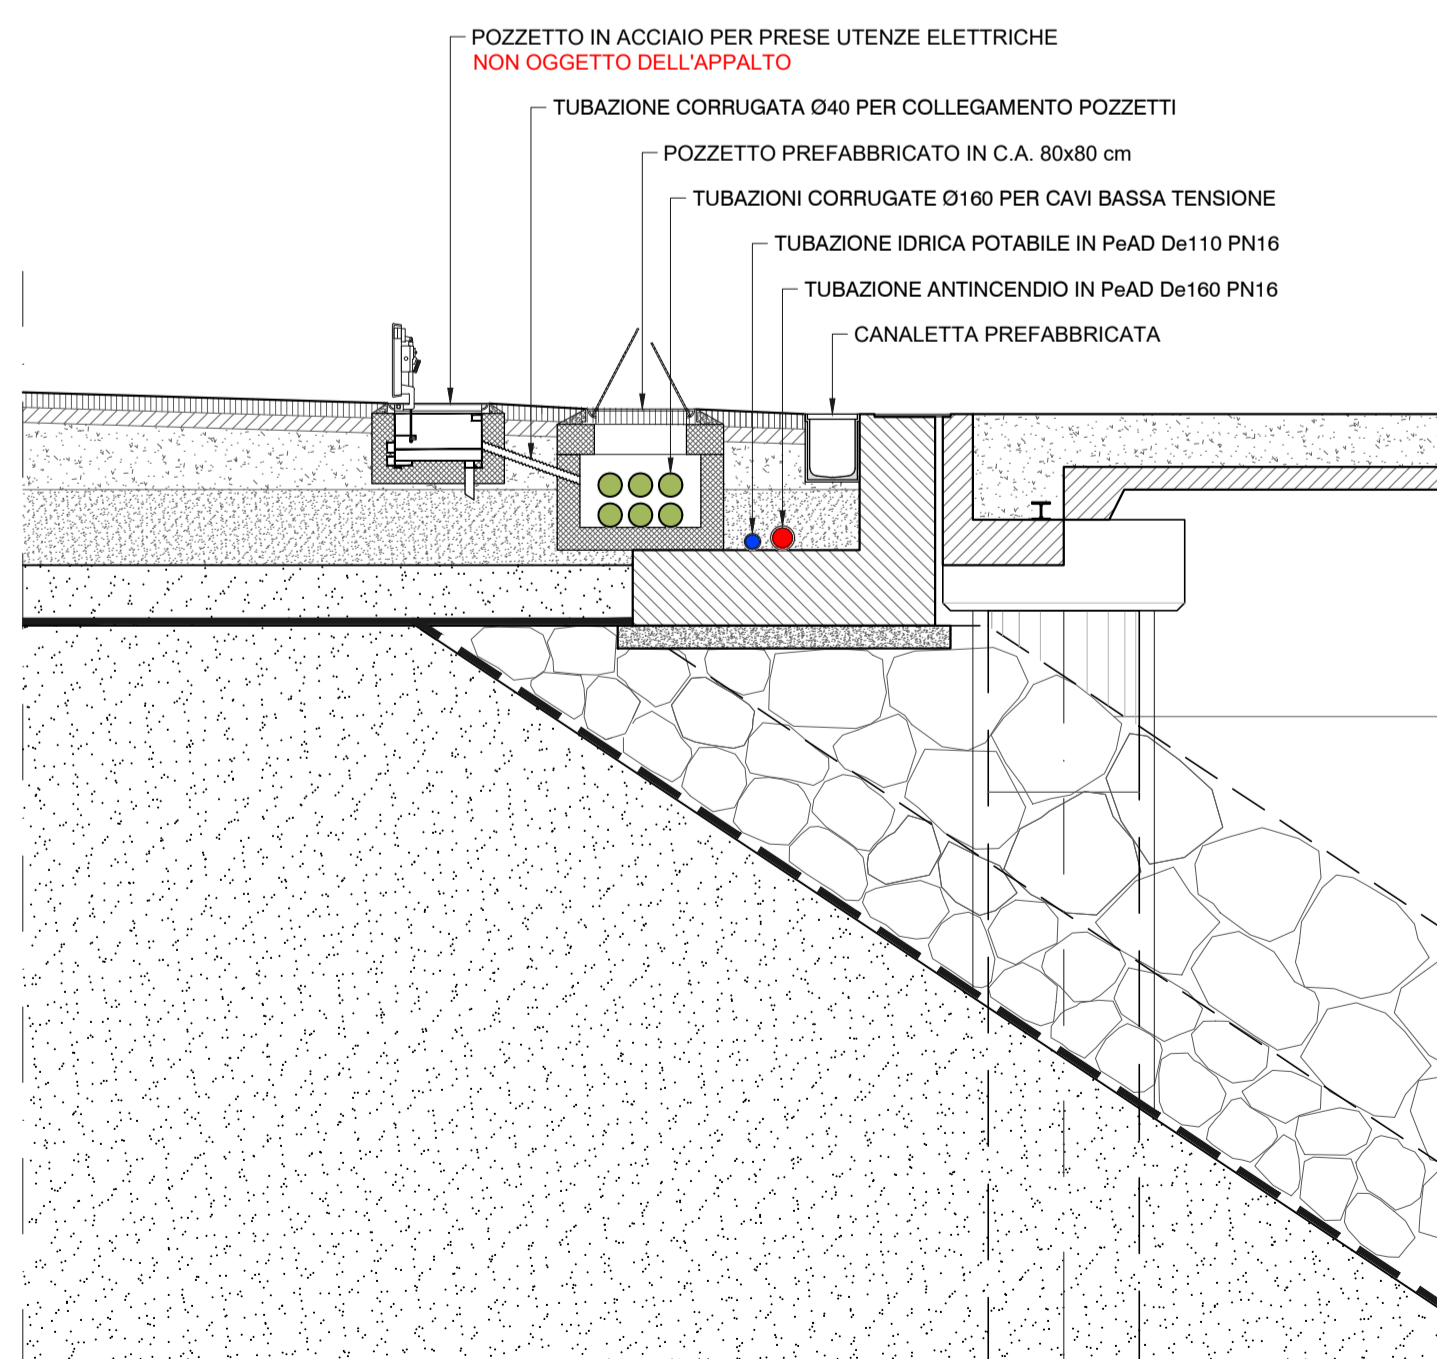 POZZETTO IN ACCIAIO PER PRESE UTENZE ELETTRICHE
NON OGGETTO DELL'APPALTO
TUBAZIONE CORRUGATA Ø40 PER COLLEGAMENTO POZZETTI
POZZETTO PREFABBRICATO IN C.A. 80x80 cm
TUBAZIONI CORRUGATE Ø160 PER CAVI BASSA TENSIONE
TUBAZIONE IDRICA POTABILE IN PeAD De110 PN16
TUBAZIONE ANTINCENDIO IN PeAD De160 PN16
CANALETTA PREFABBRICATA